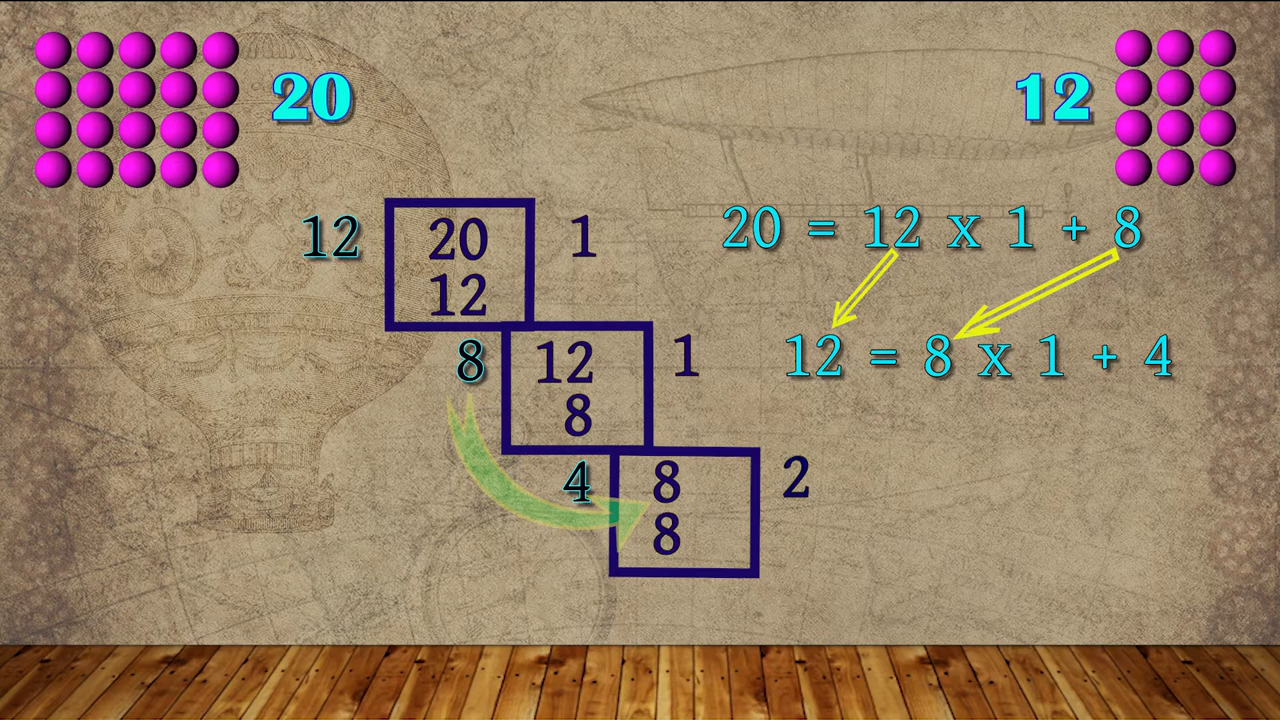 20
12
12 20 1
12
8 12 1
8
4 8 2
8
20 = 12 x 1 + 8
12 = 8 x 1 + 4